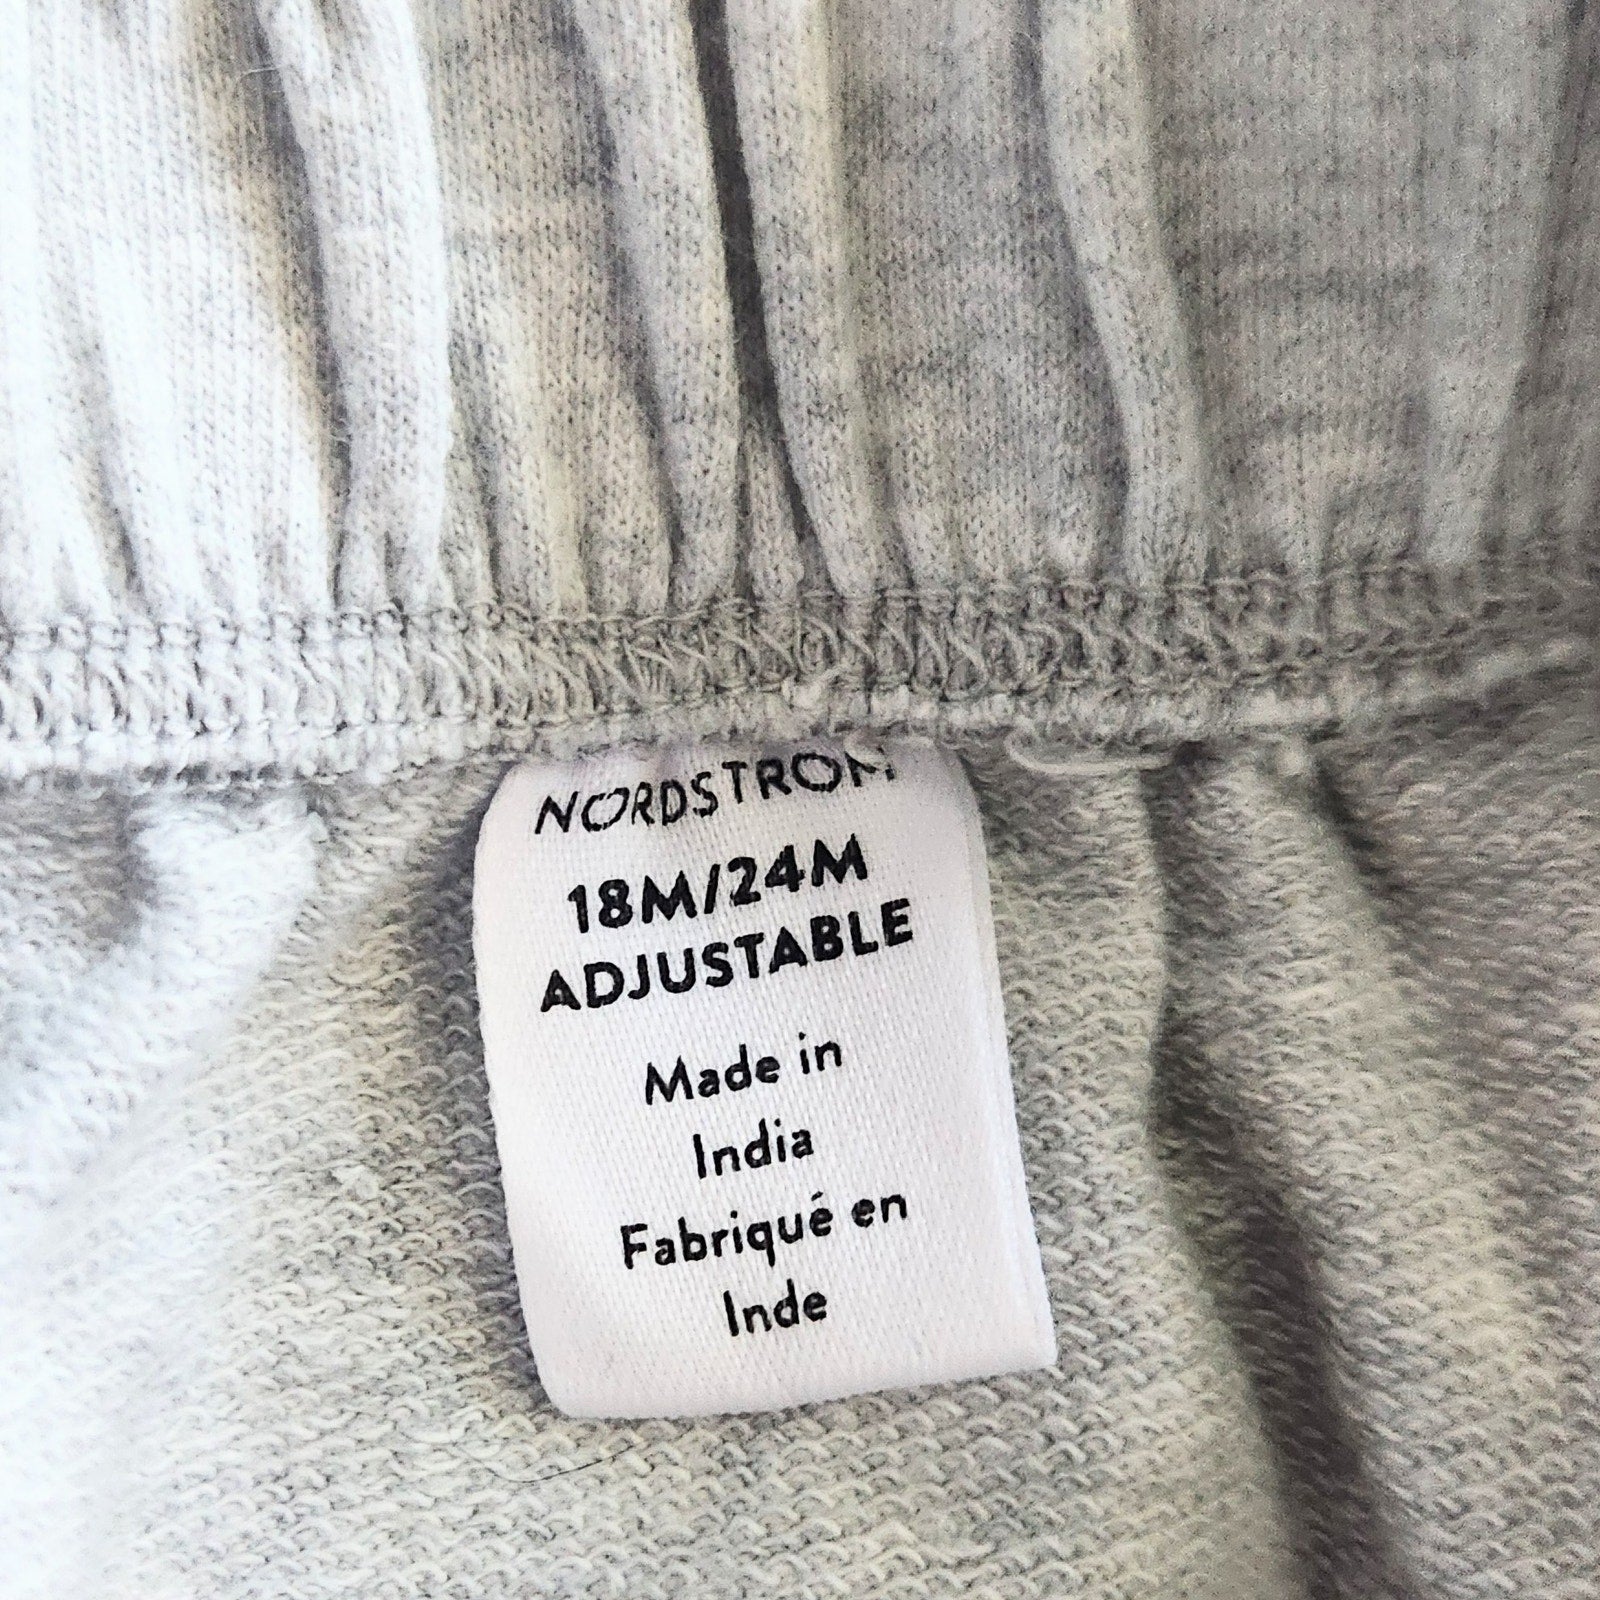 NORDSTROM
18M/24M
ADJUSTABLE
Made in
India
Fabriqué en
Inde